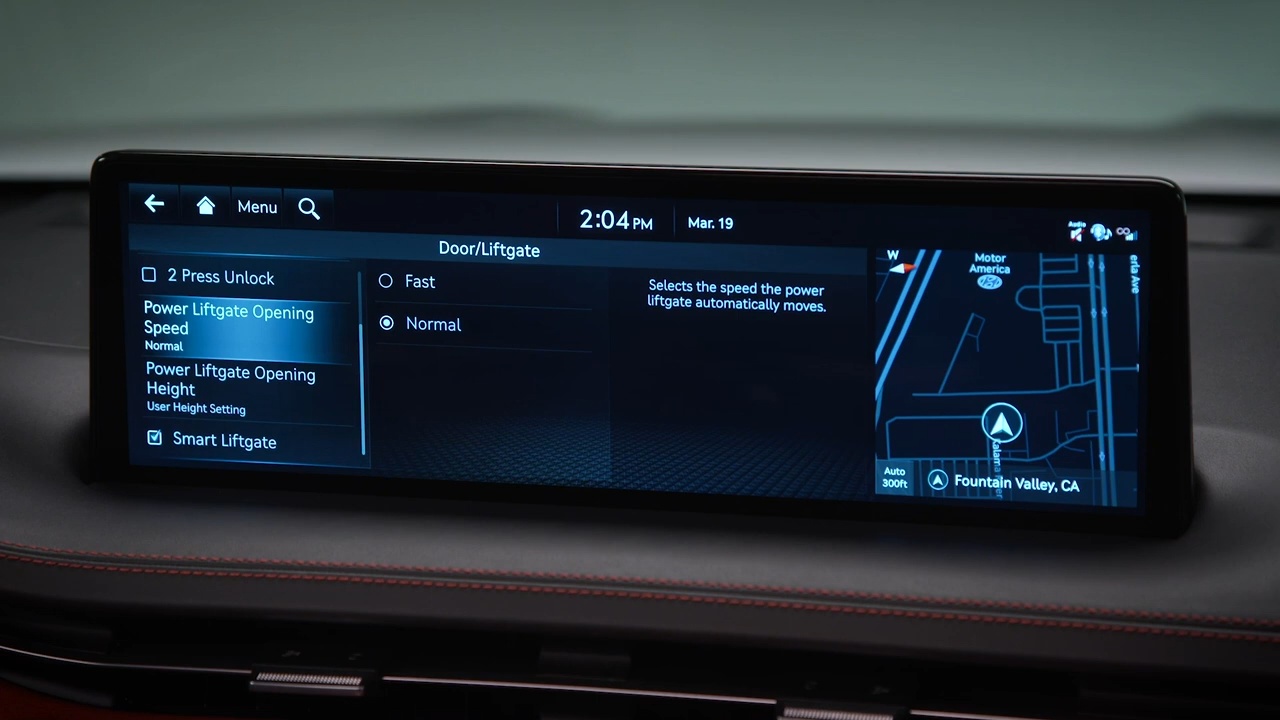 Menu
2:04 PM
Mar. 19
Audio
Door/Liftgate
2 Press Unlock
Power Liftgate Opening
Speed
Normal
Power Liftgate Opening
Height
User Height Setting
Smart Liftgate
Fast
Normal
Selects the speed the power
liftgate automatically moves.
W
Motor
America
Auto
300ft
Fountain Valley, CA